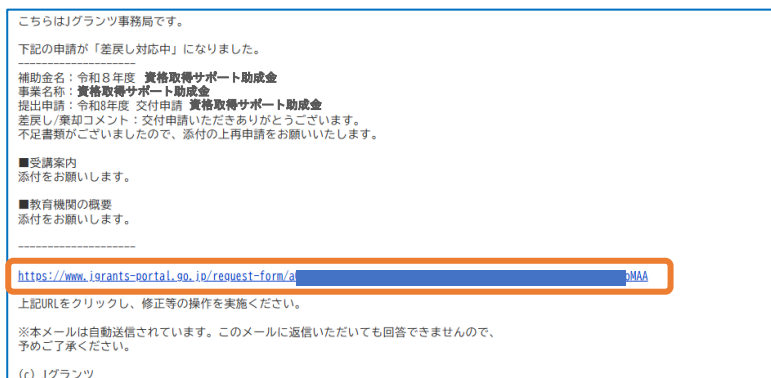 こちらはJグランツ事務局です。
下記の申請が「差戻し対応中」になりました。
--------------------
補助金名：令和８年度 資格取得サポート助成金
事業名称：資格取得サポート助成金
提出申請：令和8年度 交付申請 資格取得サポート助成金
差戻し/棄却コメント：交付申請いただきありがとうございます。
不足書類がございましたので、添付の上再申請をお願いいたします。
■受講案内
添付をお願いします。
■教育機関の概要
添付をお願いします。
--------------------
https://www.jgrants-portal.go.jp/request-form/a MAA
上記URLをクリックし、修正等の操作を実施ください。
※本メールは自動送信されています。このメールに返信いただいても回答できませんので、
予めご了承ください。
(c) Jグランツ